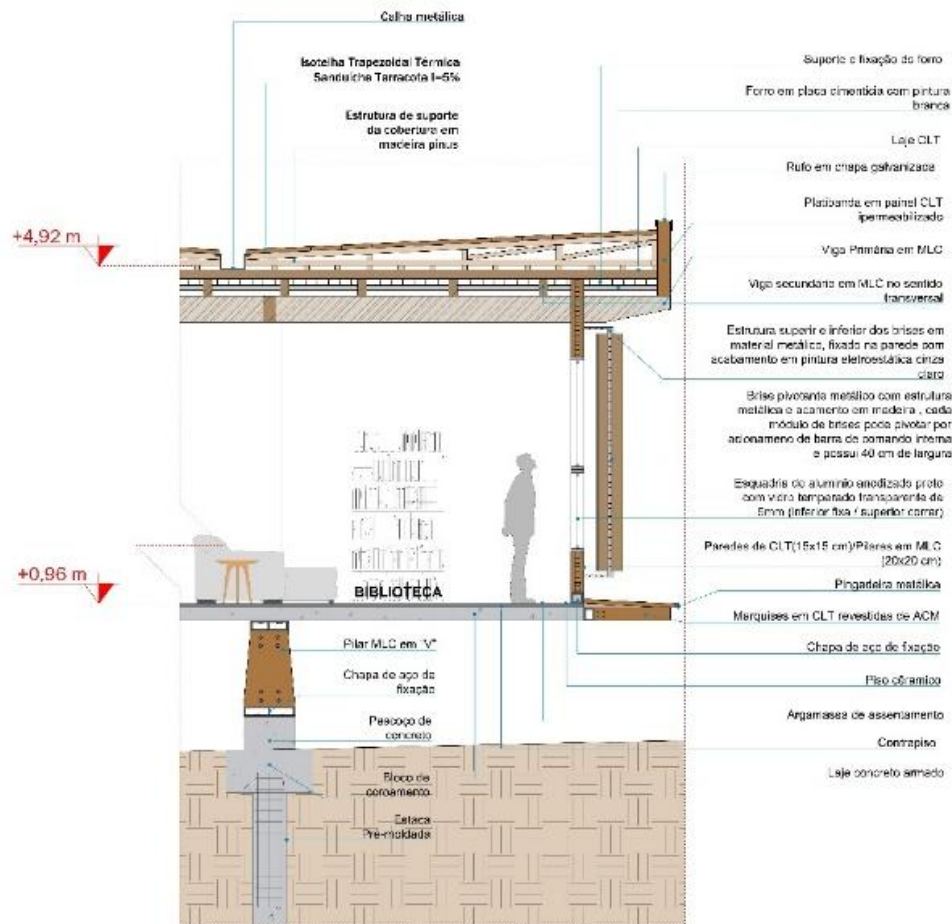 Calha metálica
Isotelha Trapezoidal Térmica
Sanduiche Terracota I=5%
Estrutura de suporte
da cobertura em
madeira pinus
+4,92 m
+0,96 m
BIBLIOTECA
Pilar MLC em "V"
Chapa de aço de
fixação
Pescoço de
concreto
Bloco de
coroamento
Estaca
Pré-moldada
Suporte e fixação do forro
Forro em placa cimentícia com pintura
branca
Laje CLT
Rufo em chapa galvanizada
Platibanda em painel CLT
ipermeabilizado
Viga Primária em MLC
Viga secundária em MLC no sentido
transversal
Estrutura superir e inferior dos brises em
material metálico, fixado na parede com
acabamento em pintura eletroestática cinza
claro
Brise pivotante metálico com estrutura
metálica e acamento em madeira , cada
módulo de brises pode pivotar por
acionameno de barra de comando interna
e possui 40 cm de largura
Esquadria de alumínio anodizado preto
com vidro temperado transparente de
5mm (inferior fixa / superior correr)
Paredes de CLT(15x15 cm)/Pilares em MLC
(20x20 cm)
Pingadeira metálica
Marquises em CLT revestidas de ACM
Chapa de aço de fixação
Piso cêramico
Argamassa de assentamento
Contrapiso
Laje concreto armado